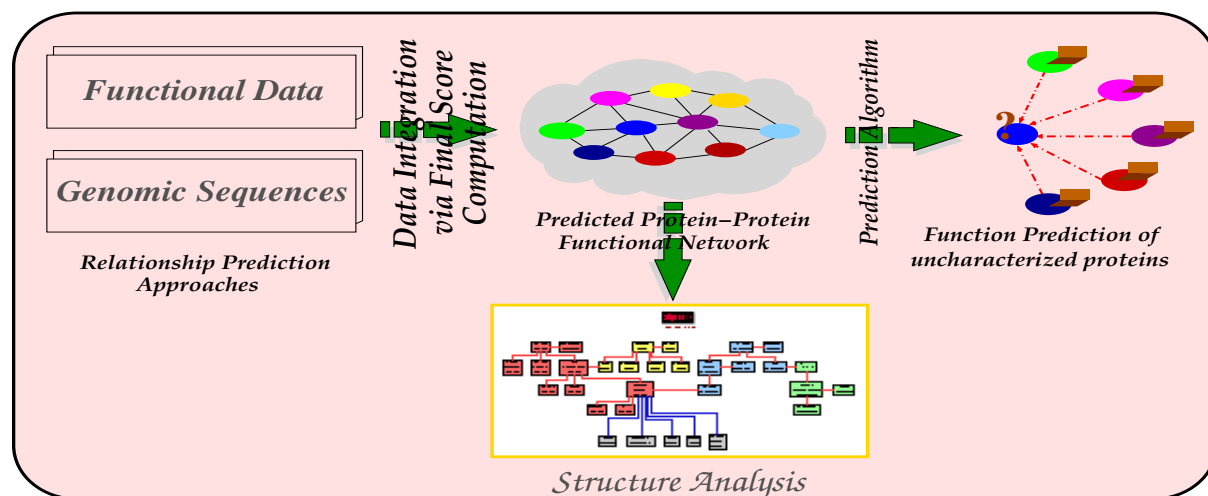 Functional Data
Genomic Sequences
Relationship Prediction
Approaches
Data Integration
via Final Score
Computation
Predicted Protein–Protein
Functional Network
Prediction Algorithm
?
Function Prediction of
uncharacterized proteins
Structure Analysis